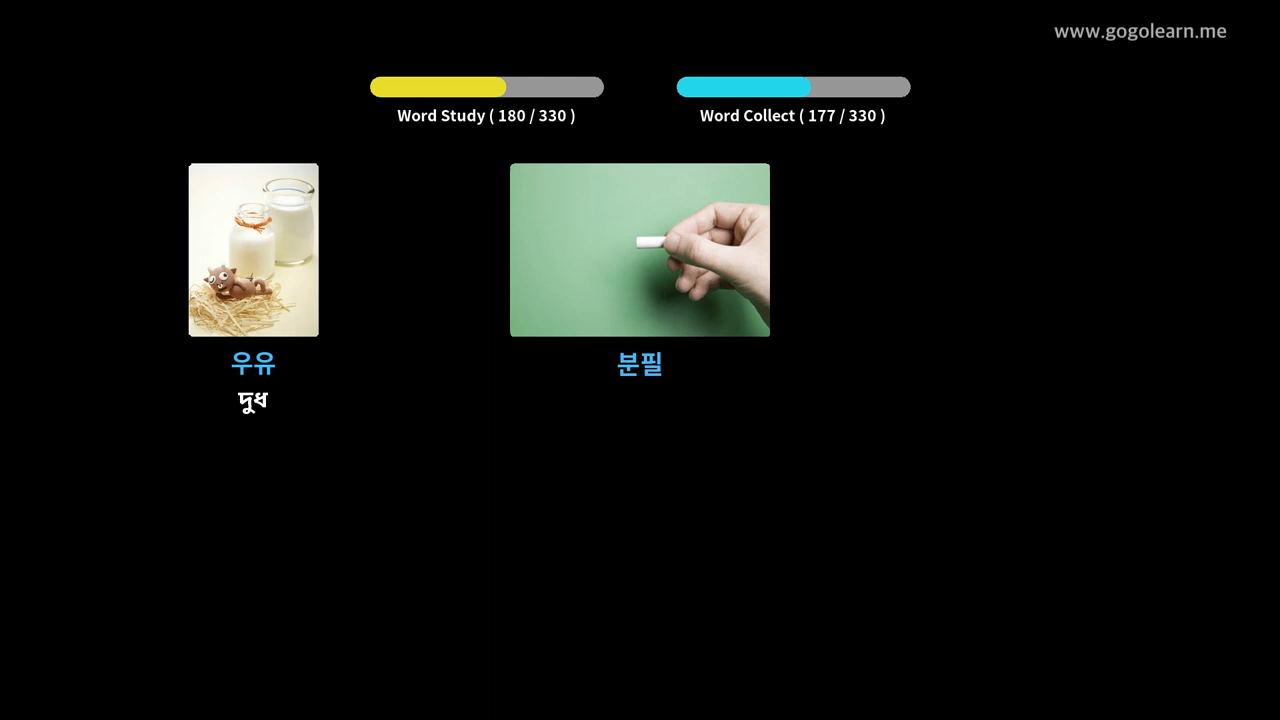 www.gogolearn.me
Word Study ( 180 / 330 )
Word Collect ( 177 / 330 )
우유
দুধ
분필